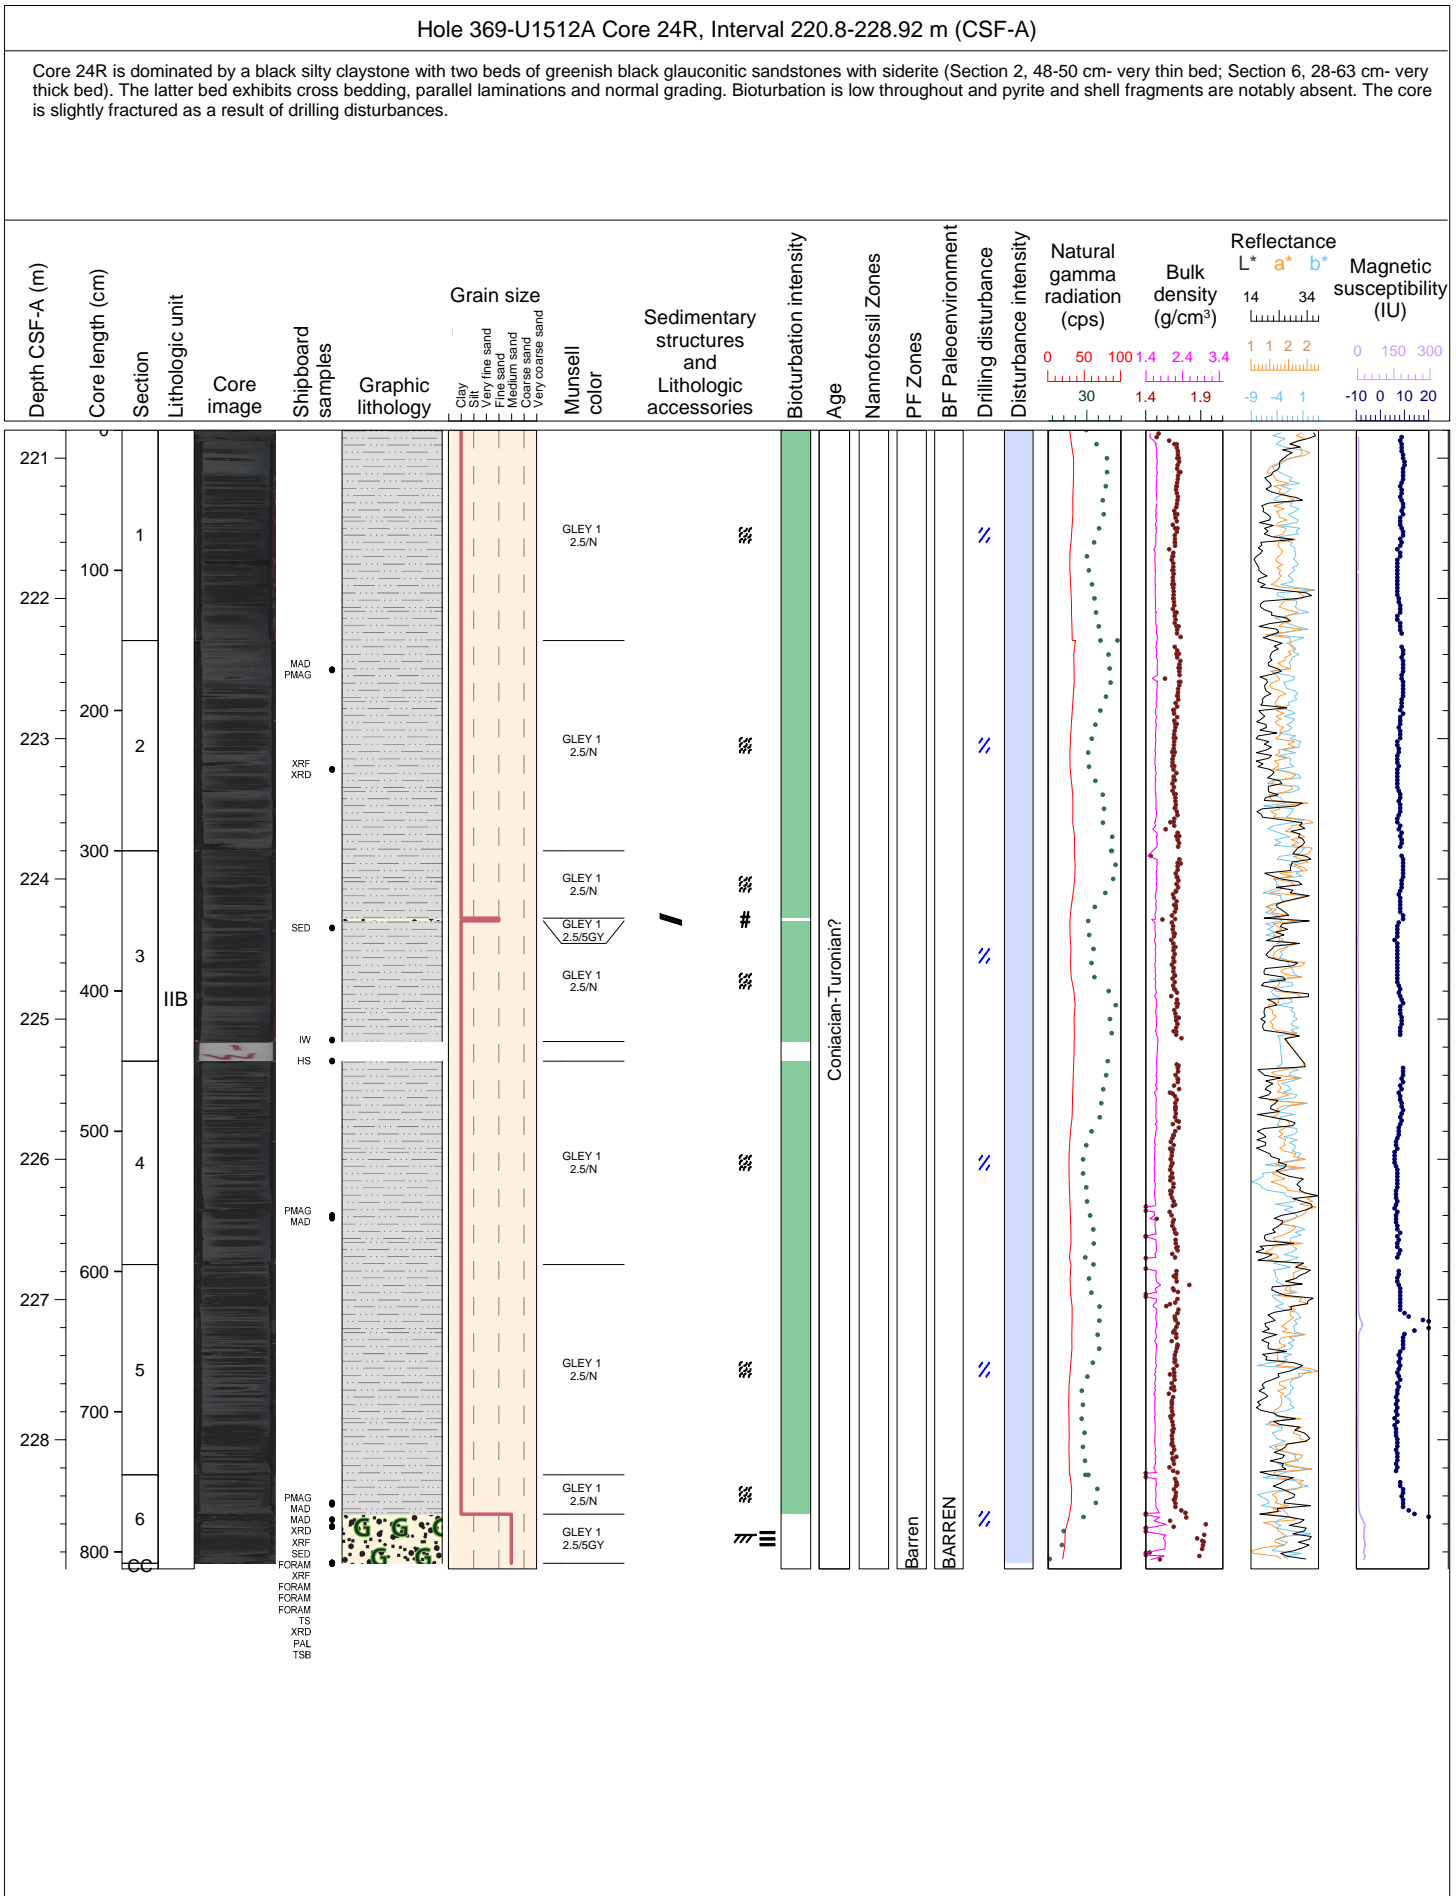 Hole 369-U1512A Core 24R, Interval 220.8-228.92 m (CSF-A)
Core 24R is dominated by a black silty claystone with two beds of greenish black glauconitic sandstones with siderite (Section 2, 48-50 cm- very thin bed; Section 6, 28-63 cm- very
thick bed). The latter bed exhibits cross bedding, parallel laminations and normal grading. Bioturbation is low throughout and pyrite and shell fragments are notably absent. The core
is slightly fractured as a result of drilling disturbances.
Depth CSF-A (m)
Core length (cm)
Section
Lithologic unit
Core
image
Shipboard
samples
Graphic
lithology
Grain size
Clay
Silt
Very fine sand
Fine sand
Medium sand
Coarse sand
Very coarse sand
Munsell
color
Sedimentary
structures
and
Lithologic
accessories
Bioturbation intensity
Age
Nannofossil Zones
PF Zones
BF Paleoenvironment
Drilling disturbance
Disturbance intensity
Natural
gamma
radiation
(cps)
0 50 100
30
Bulk
density
(g/cm³)
1.4 2.4 3.4
1.4 1.9
Reflectance
L* a* b*
14 34
1 1 2 2
-9 -4 1
Magnetic
susceptibility
(IU)
0 150 300
-10 0 10 20
221
222
223
224
225
226
227
228
0
100
200
300
400
500
600
700
800
1
2
3
4
5
6
CC
IIB
MAD
PMAG
XRF
XRD
SED
IW
HS
PMAG
MAD
PMAG
MAD
MAD
XRD
XRF
SED
FORAM
XRF
FORAM
FORAM
FORAM
TS
XRD
PAL
TSB
G G G
G G
GLEY 1
2.5/N
GLEY 1
2.5/N
GLEY 1
2.5/N
GLEY 1
2.5/5GY
GLEY 1
2.5/N
GLEY 1
2.5/N
GLEY 1
2.5/N
GLEY 1
2.5/N
GLEY 1
2.5/5GY
#
Coniacian-Turonian?
Barren
BARREN